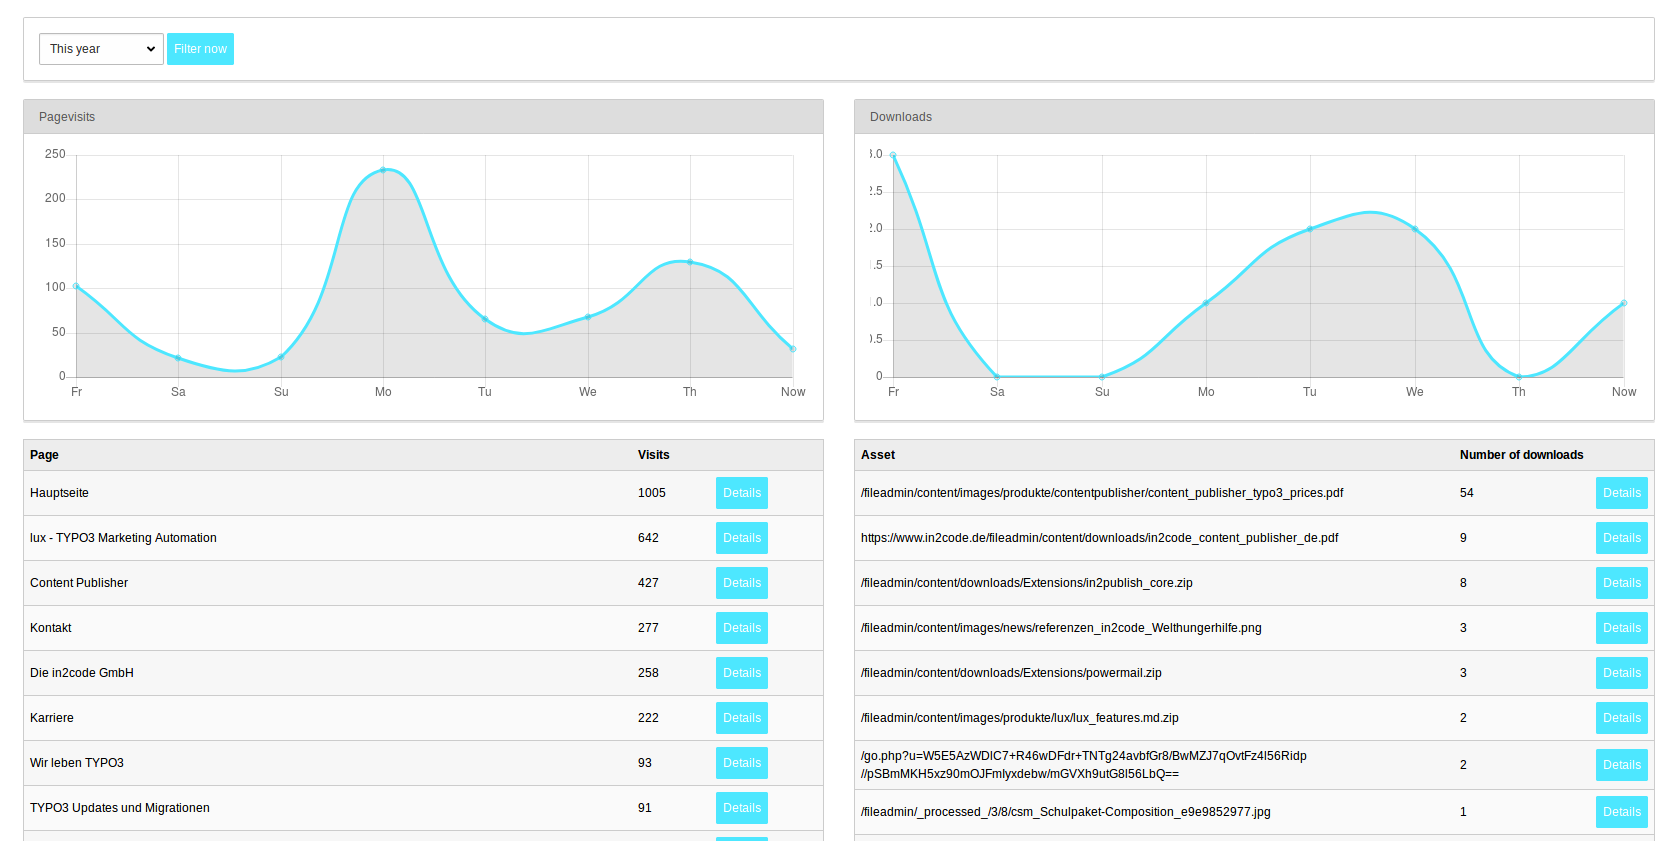 This year
Filter now
Pagevisits
250
200
150
100
50
0
Fr Sa Su Mo Tu We Th Now
Downloads
3.0
2.5
2.0
1.5
1.0
0.5
0
Fr Sa Su Mo Tu We Th Now
Page Visits
Hauptseite 1005 Details
lux - TYPO3 Marketing Automation 642 Details
Content Publisher 427 Details
Kontakt 277 Details
Die in2code GmbH 258 Details
Karriere 222 Details
Wir leben TYPO3 93 Details
TYPO3 Updates und Migrationen 91 Details
Asset Number of downloads
/fileadmin/content/images/produkte/contentpublisher/content_publisher_typo3_prices.pdf 54 Details
https://www.in2code.de/fileadmin/content/downloads/in2code_content_publisher_de.pdf 9 Details
/fileadmin/content/downloads/Extensions/in2publish_core.zip 8 Details
/fileadmin/content/images/news/referenzen_in2code_Welthungerhilfe.png 3 Details
/fileadmin/content/downloads/Extensions/powermail.zip 3 Details
/fileadmin/content/images/produkte/lux/lux_features.md.zip 2 Details
/go.php?u=W5E5AzWDIC7+R46wDFdr+TNTg24avbfGr8/BwMZJ7qOvtFz4I56Ridp
//pSBmMKH5xz90mOJFmIyxdebw/mGVXh9utG8I56LbQ== 2 Details
/fileadmin/_processed_/3/8/csm_Schulpaket-Composition_e9e9852977.jpg 1 Details